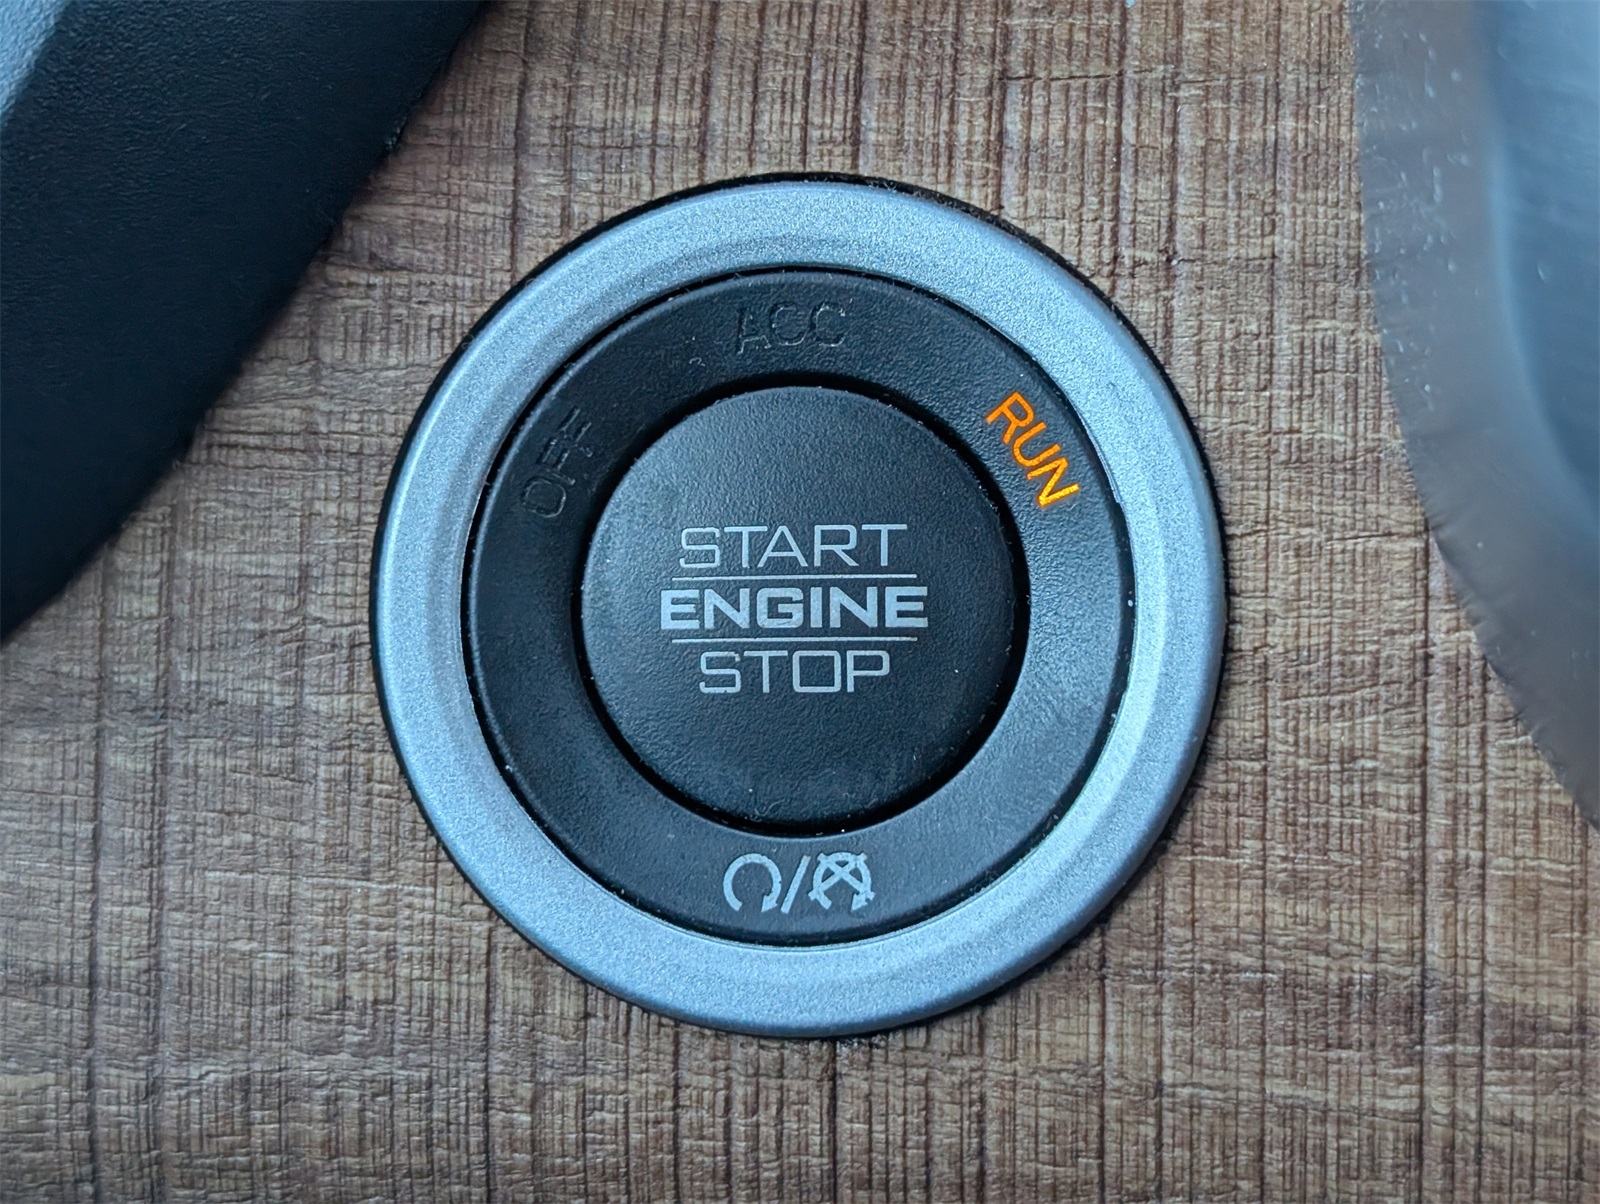 OFF
ACC
RUN
START
ENGINE
STOP